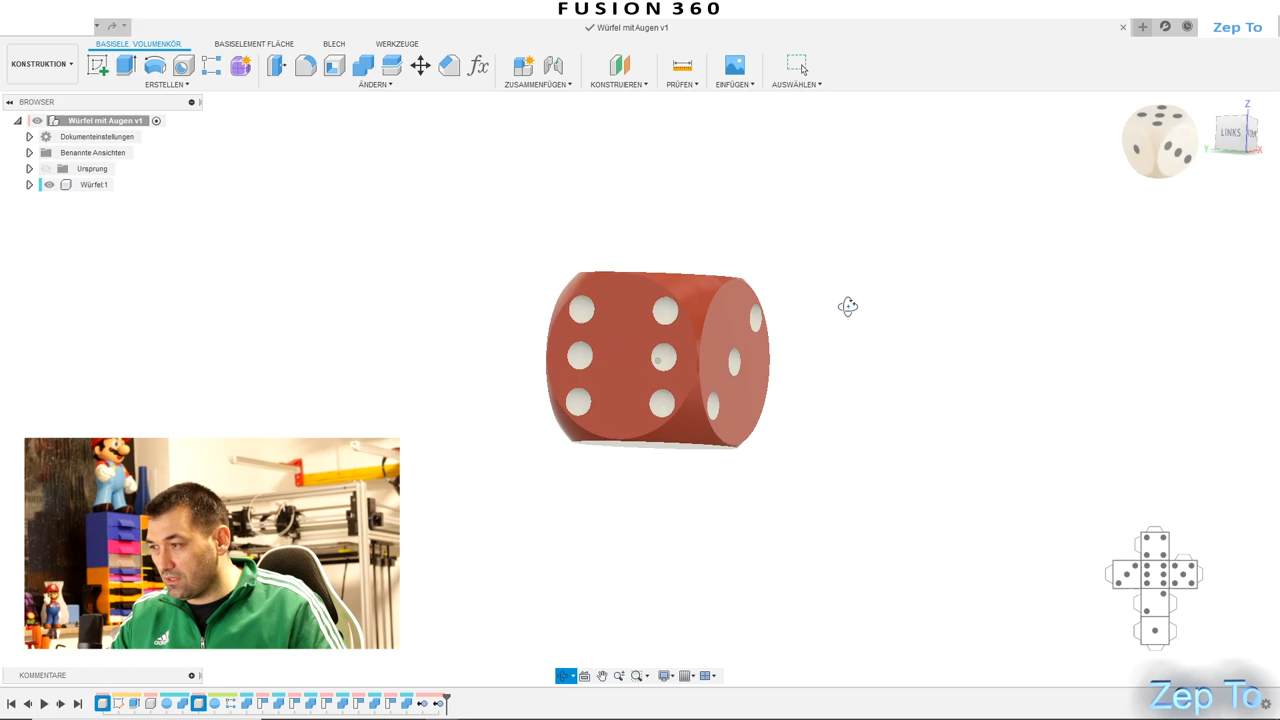 FUSION 360
Würfel mit Augen v1
Zep To
KONSTRUKTION
BASISELE. VOLUMENKÖR.
BASISELEMENT FLÄCHE
BLECH
WERKZEUGE
fx
ERSTELLEN
ÄNDERN
ZUSAMMENFÜGEN
KONSTRUIEREN
PRÜFEN
EINFÜGEN
AUSWÄHLEN
BROWSER
Würfel mit Augen v1
Dokumenteinstellungen
Benannte Ansichten
Ursprung
Würfel:1
Z
LINKS
Y
X
KOMMENTARE
Zep To